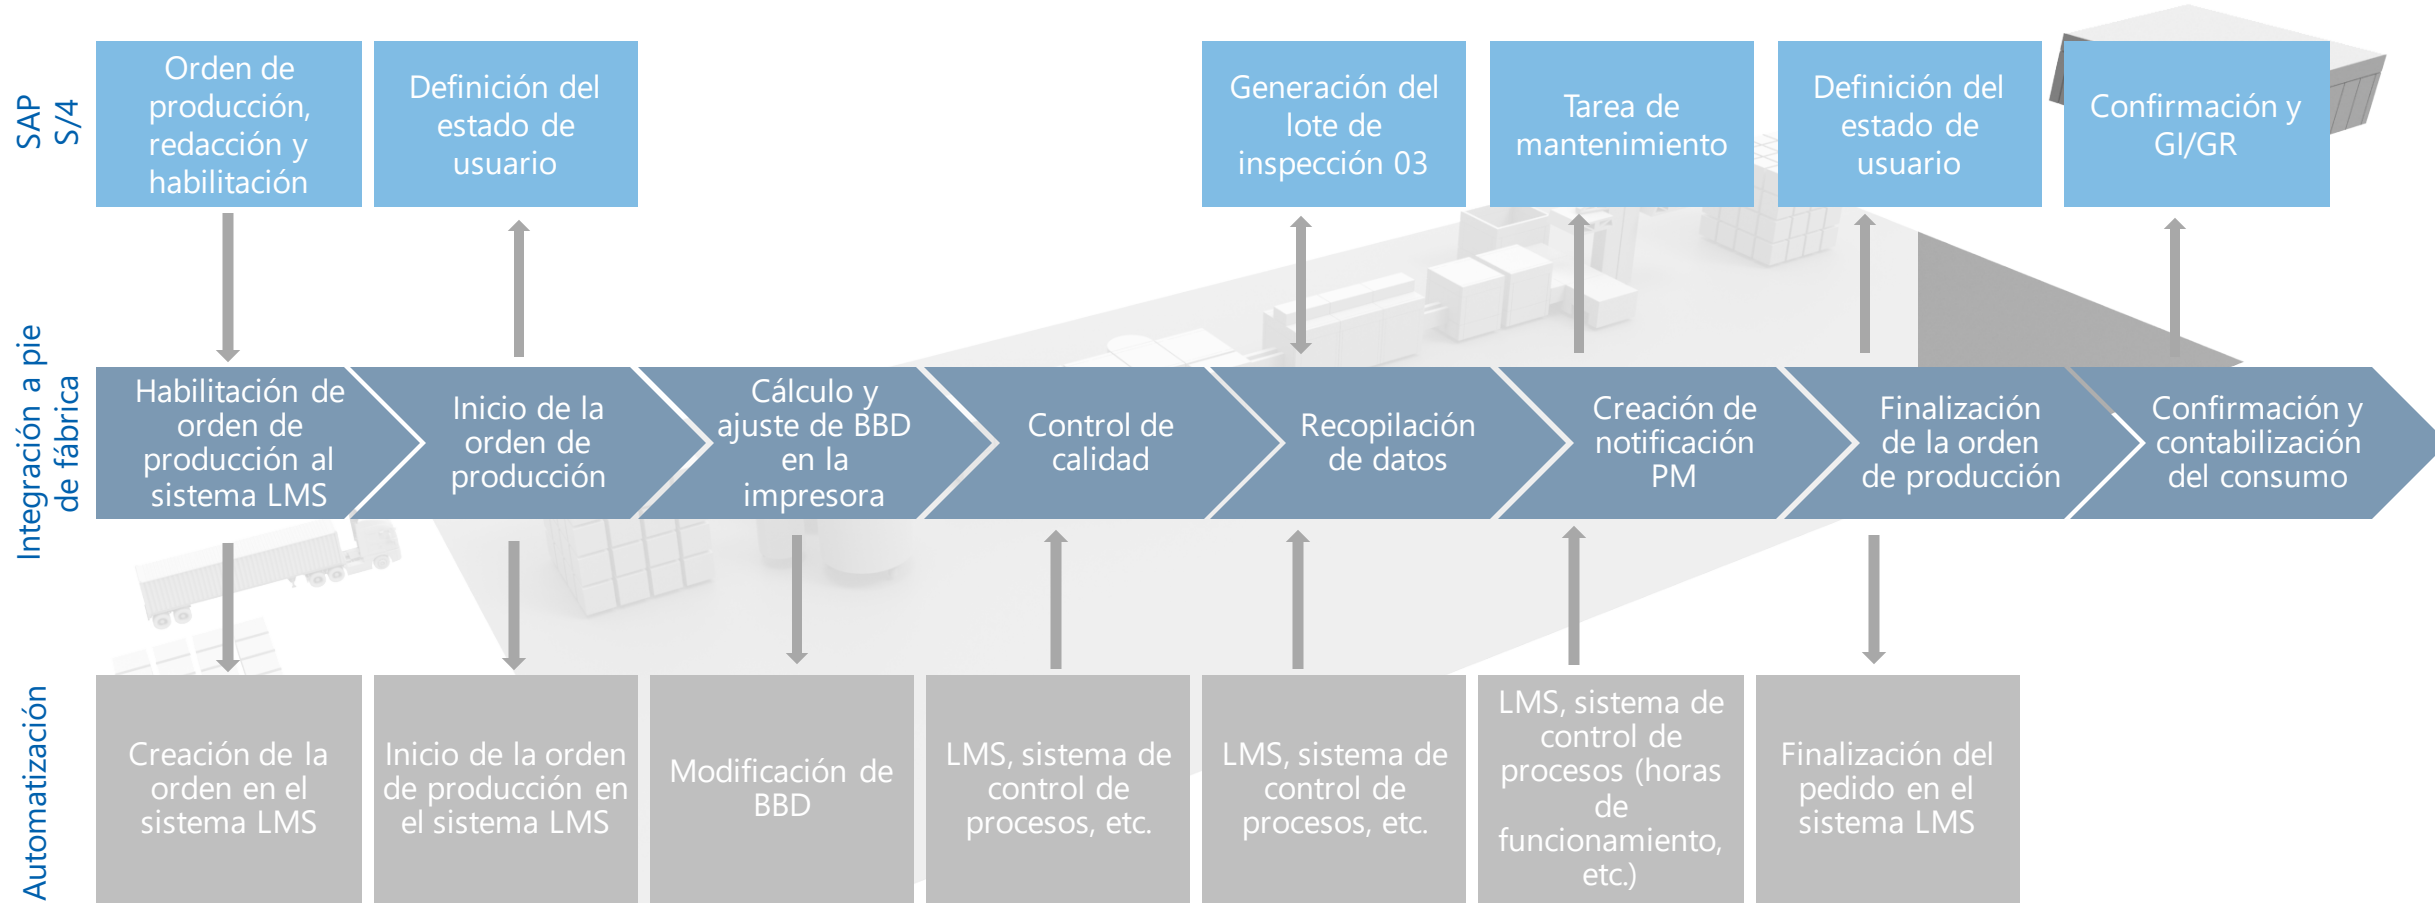 SAP
S/4
Orden de
producción,
redacción y
habilitación
Definición del
estado de
usuario
Generación del
lote de
inspección 03
Tarea de
mantenimiento
Definición del
estado de
usuario
Confirmación y
GI/GR
Integración a pie
de fábrica
Habilitación de
orden de
producción al
sistema LMS
Inicio de la
orden de
producción
Cálculo y
ajuste de BBD
en la
impresora
Control de
calidad
Recopilación
de datos
Creación de
notificación
PM
Finalización
de la orden
de producción
Confirmación y
contabilización
del consumo
Automatización
Creación de la
orden en el
sistema LMS
Inicio de la orden
de producción en
el sistema LMS
Modificación de
BBD
LMS, sistema de
control de
procesos, etc.
LMS, sistema de
control de
procesos, etc.
LMS, sistema de
control de
procesos (horas
de
funcionamiento,
etc.)
Finalización del
pedido en el
sistema LMS